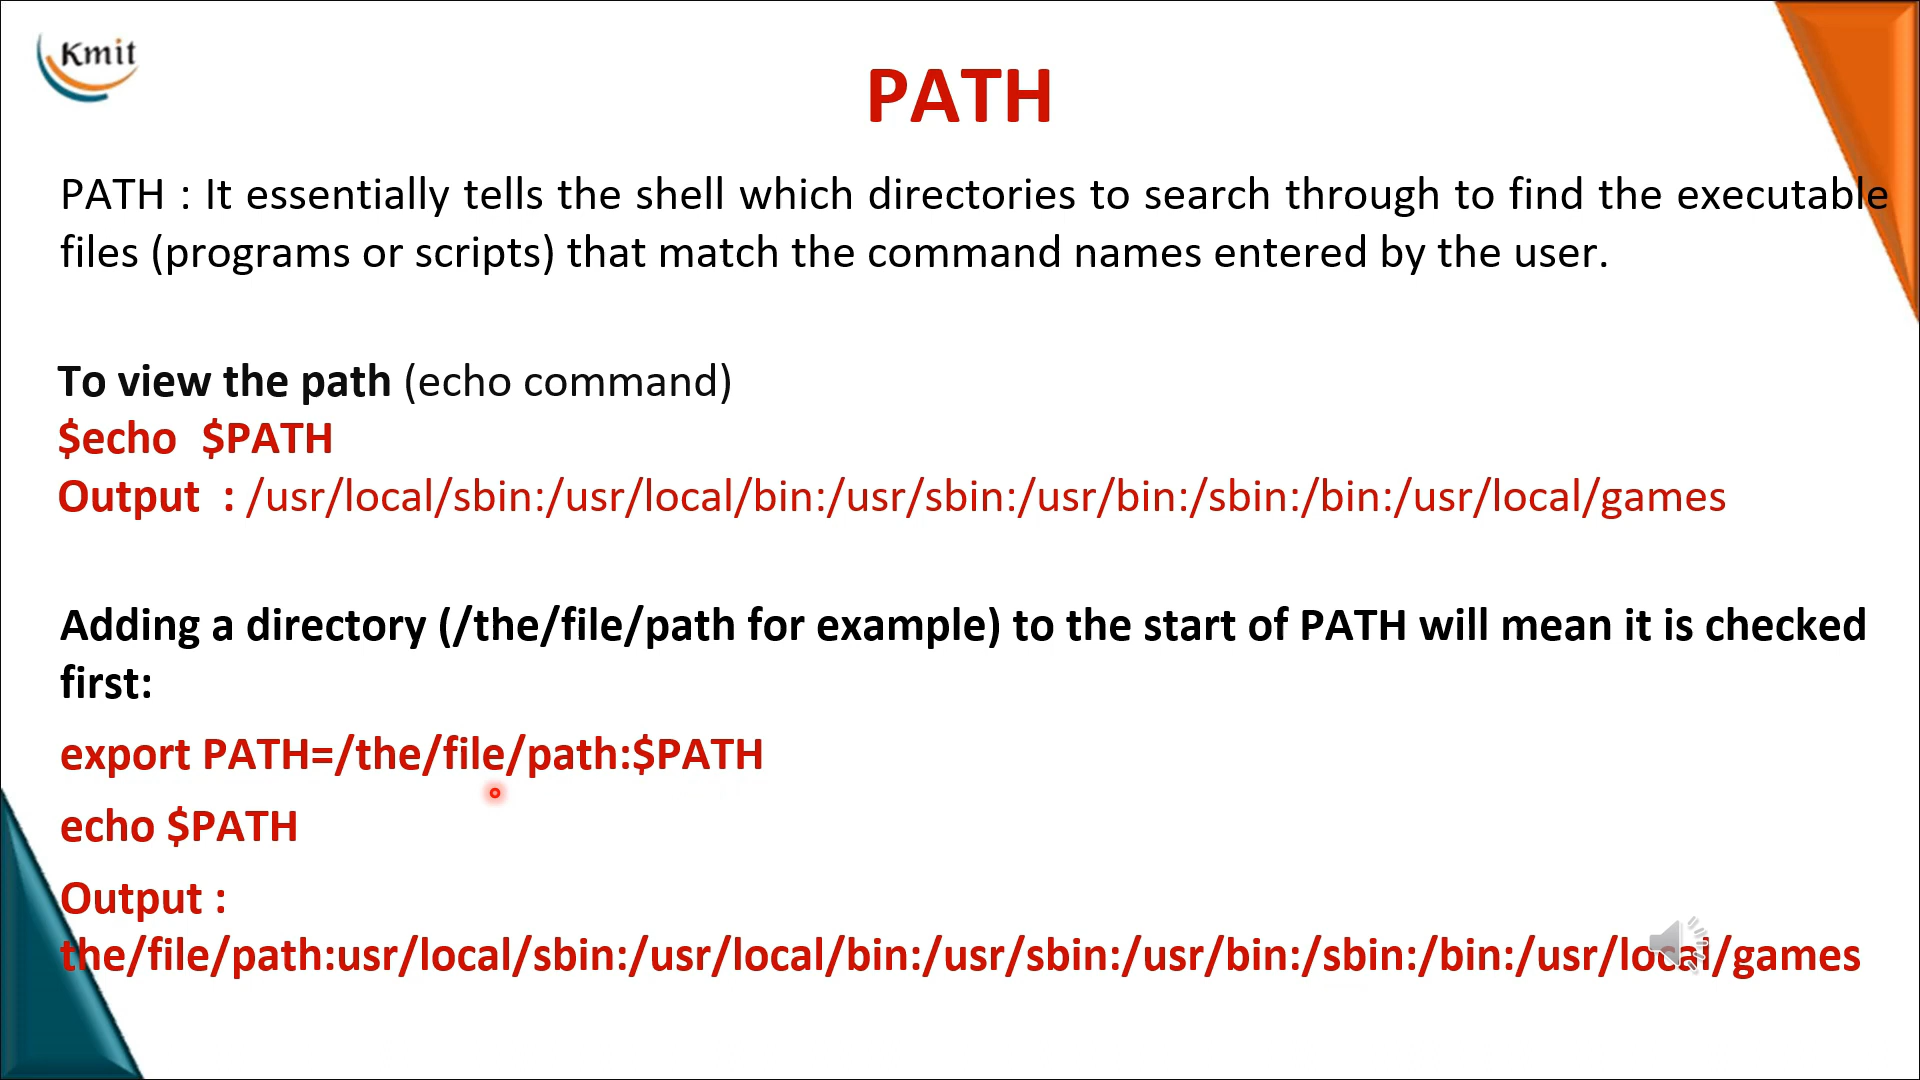 Kmit
PATH
PATH : It essentially tells the shell which directories to search through to find the executable
files (programs or scripts) that match the command names entered by the user.
To view the path (echo command)
$echo $PATH
Output : /usr/local/sbin:/usr/local/bin:/usr/sbin:/usr/bin:/sbin:/bin:/usr/local/games
Adding a directory (/the/file/path for example) to the start of PATH will mean it is checked
first:
export PATH=/the/file/path:$PATH
echo $PATH
Output :
the/file/path:usr/local/sbin:/usr/local/bin:/usr/sbin:/usr/bin:/sbin:/bin:/usr/local/games